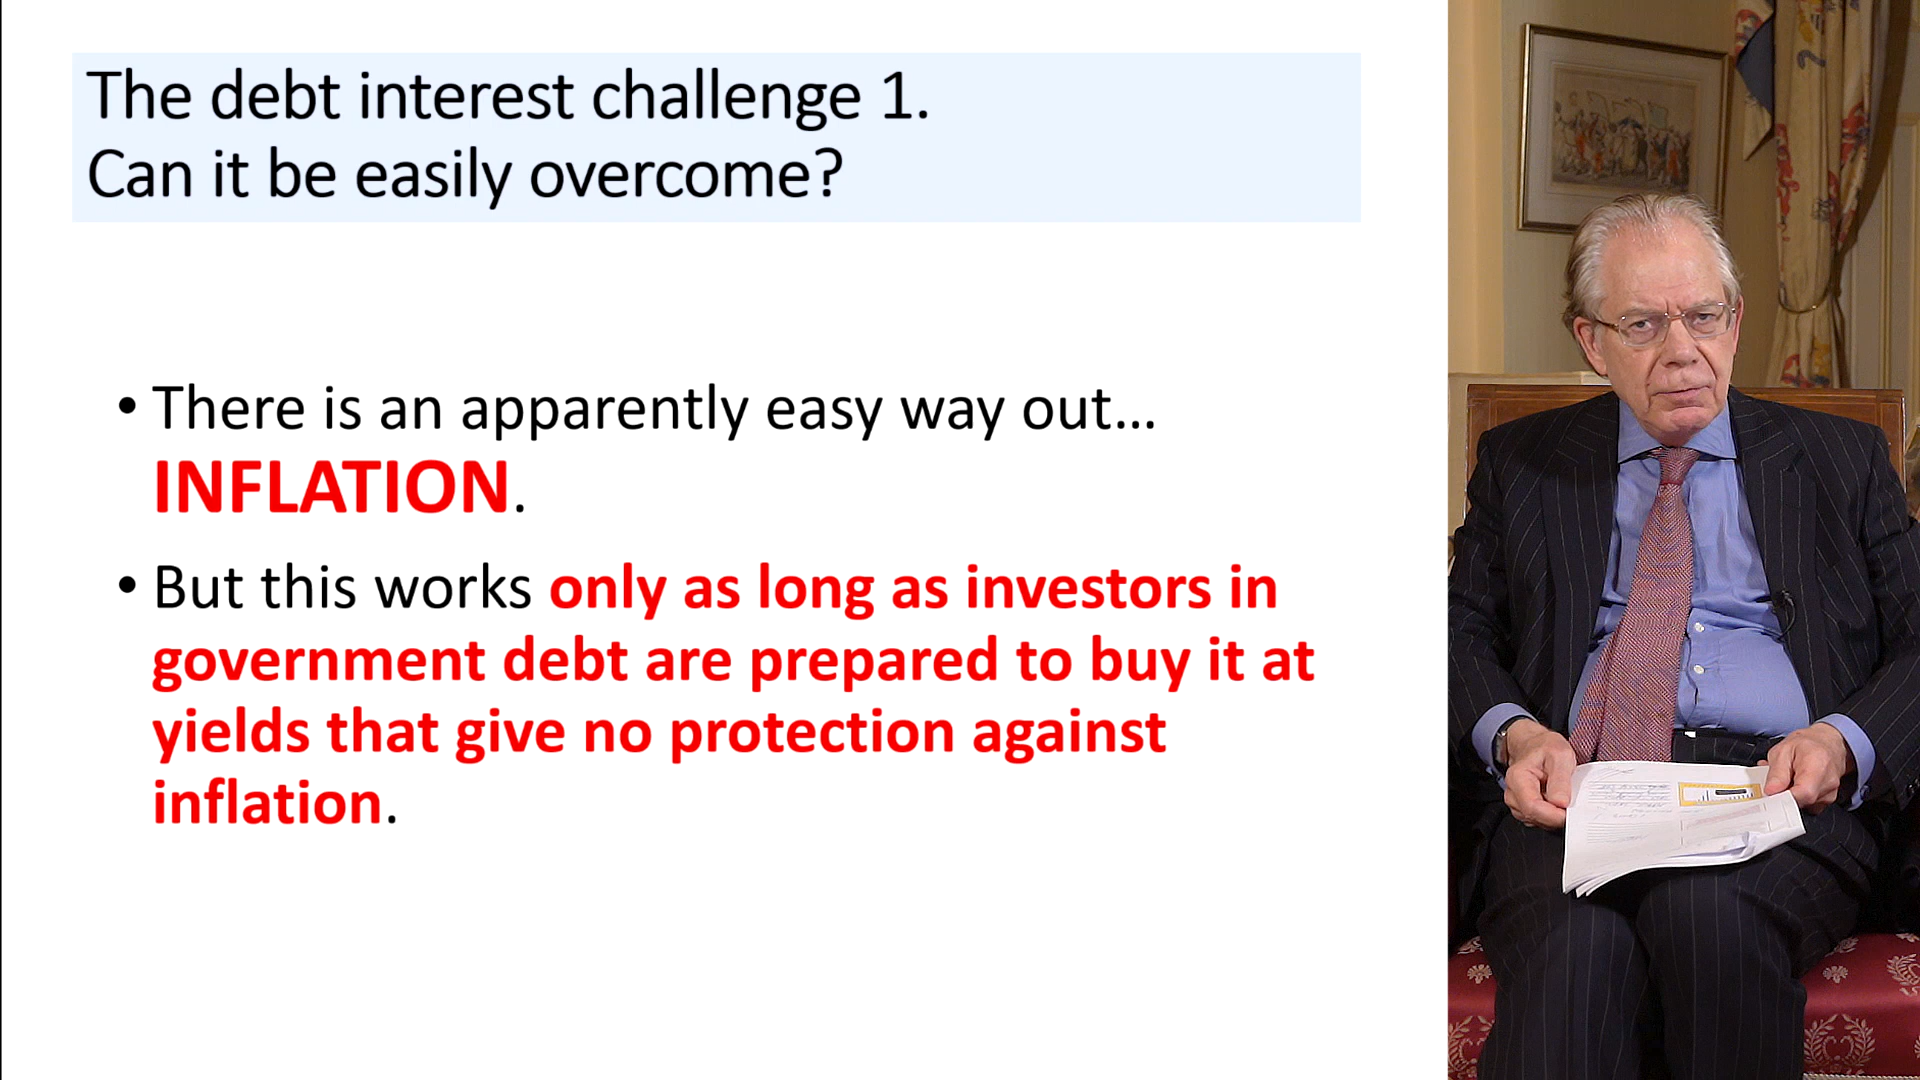 The debt interest challenge 1.
Can it be easily overcome?
• There is an apparently easy way out...
INFLATION.
• But this works only as long as investors in
government debt are prepared to buy it at
yields that give no protection against
inflation.